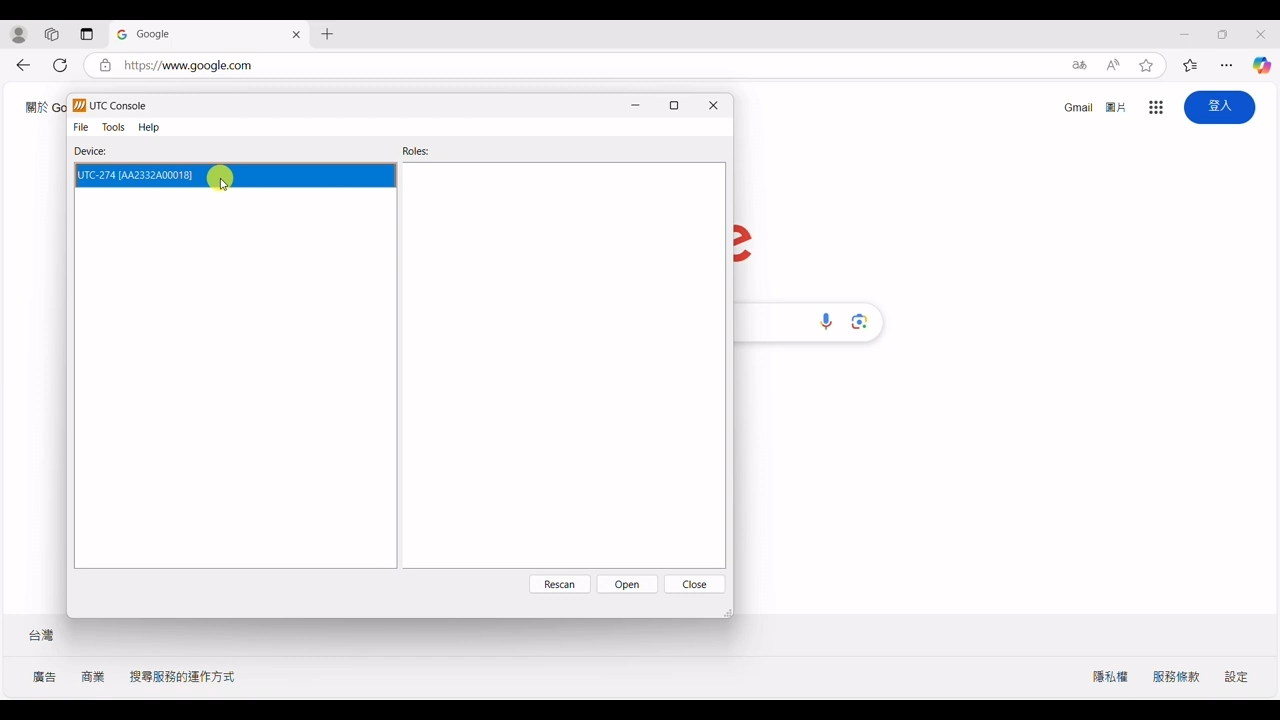 Google
https://www.google.com
關於 Go
Gmail 圖片 登入
UTC Console
File Tools Help
Device: Roles:
UTC-274 [AA2332A00018]
e
Rescan Open Close
台灣
廣告 商業 搜尋服務的運作方式 隱私權 服務條款 設定